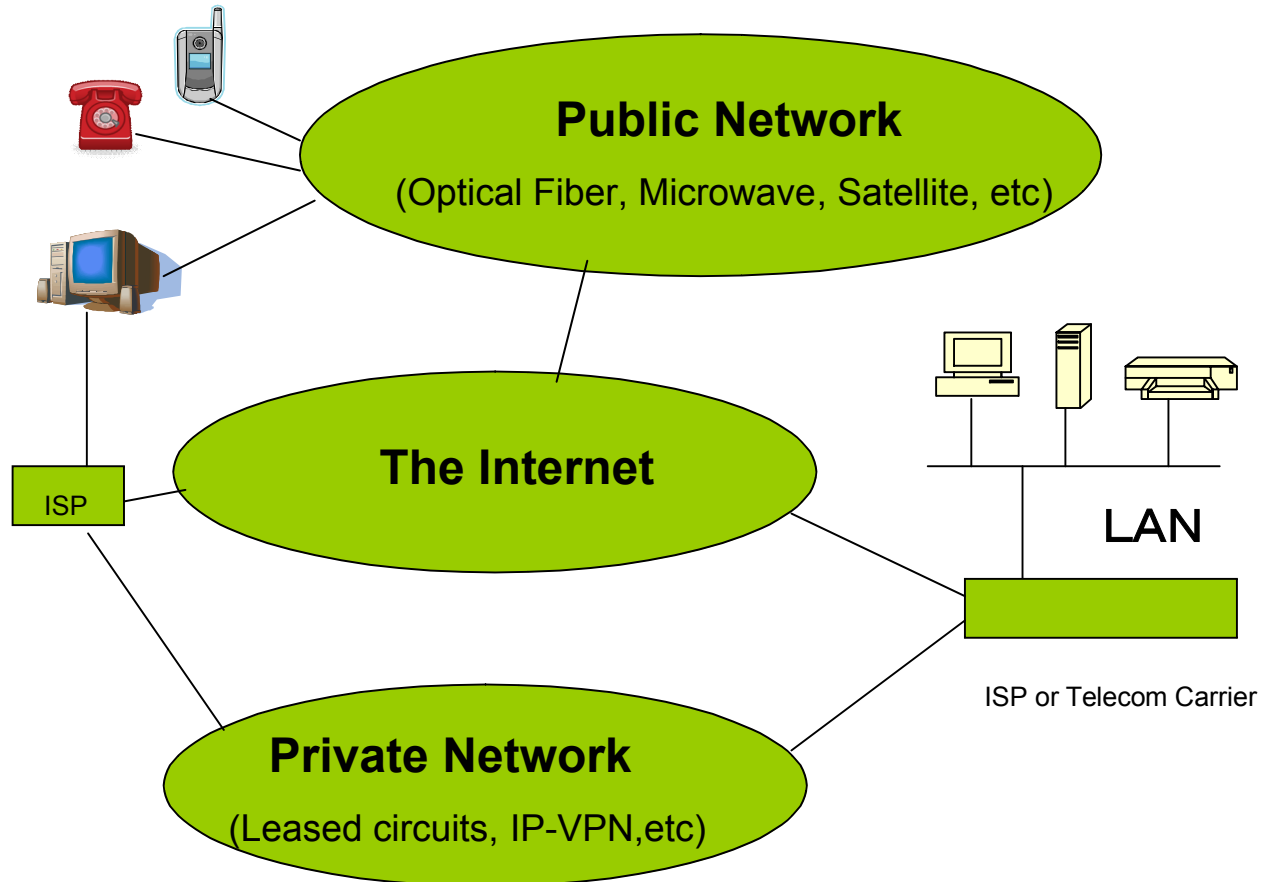 Public Network
(Optical Fiber, Microwave, Satellite, etc)
The Internet
ISP
LAN
ISP or Telecom Carrier
Private Network
(Leased circuits, IP-VPN,etc)